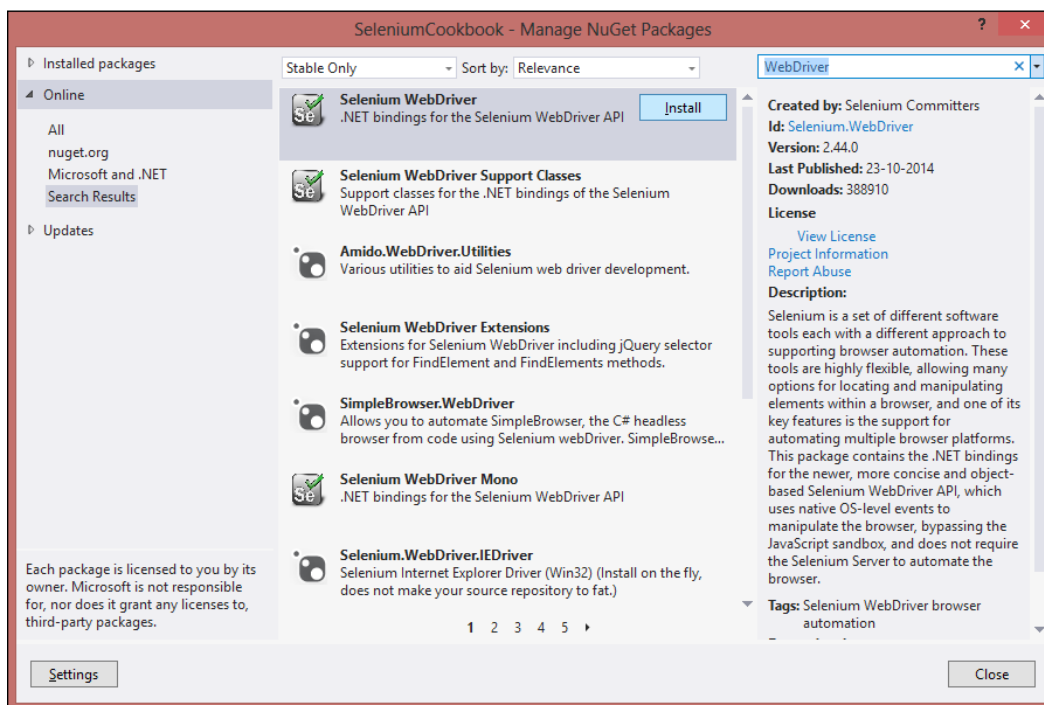 SeleniumCookbook - Manage NuGet Packages
?
×
Installed packages
Online
All
nuget.org
Microsoft and .NET
Search Results
Updates
Each package is licensed to you by its
owner. Microsoft is not responsible
for, nor does it grant any licenses to,
third-party packages.
Stable Only
Sort by: Relevance
Selenium WebDriver
.NET bindings for the Selenium WebDriver API
Install
Selenium WebDriver Support Classes
Support classes for the .NET bindings of the Selenium
WebDriver API
Amido.WebDriver.Utilities
Various utilities to aid Selenium web driver development.
Selenium WebDriver Extensions
Extensions for Selenium WebDriver including jQuery selector
support for FindElement and FindElements methods.
SimpleBrowser.WebDriver
Allows you to automate SimpleBrowser, the C# headless
browser from code using Selenium webDriver. SimpleBrowse...
Selenium WebDriver Mono
.NET bindings for the Selenium WebDriver API
Selenium.WebDriver.IEDriver
Selenium Internet Explorer Driver (Win32) (Install on the fly,
does not make your source repository to fat.)
1 2 3 4 5
WebDriver
Created by: Selenium Committers
Id: Selenium.WebDriver
Version: 2.44.0
Last Published: 23-10-2014
Downloads: 388910
License
View License
Project Information
Report Abuse
Description:
Selenium is a set of different software
tools each with a different approach to
supporting browser automation. These
tools are highly flexible, allowing many
options for locating and manipulating
elements within a browser, and one of its
key features is the support for
automating multiple browser platforms.
This package contains the .NET bindings
for the newer, more concise and object-
based Selenium WebDriver API, which
uses native OS-level events to
manipulate the browser, bypassing the
JavaScript sandbox, and does not require
the Selenium Server to automate the
browser.
Tags: Selenium WebDriver browser
automation
Settings
Close